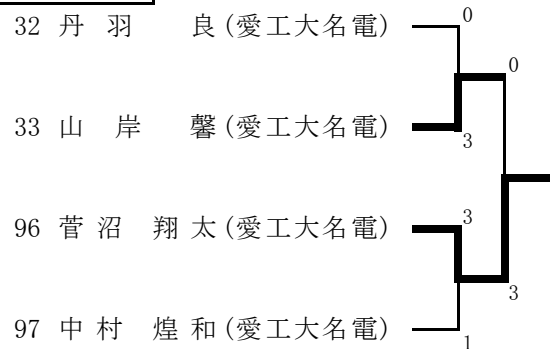 32 丹 羽 良 (愛工大名電)
0
0
33 山 岸 馨 (愛工大名電)
3
96 菅 沼 翔 太 (愛工大名電)
3
3
97 中 村 煌 和 (愛工大名電)
1